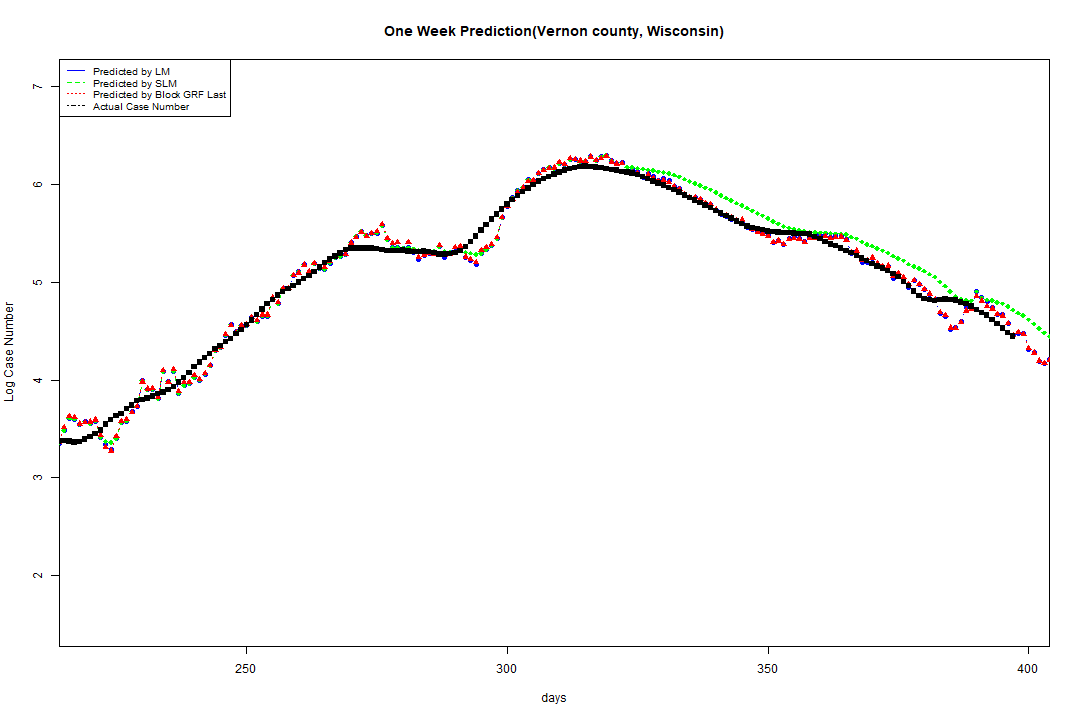 One Week Prediction(Vernon county, Wisconsin)
Predicted by LM
Predicted by SLM
Predicted by Block GRF Last
Actual Case Number
7
6
5
4
3
2
Log Case Number
250 300 350 400
days